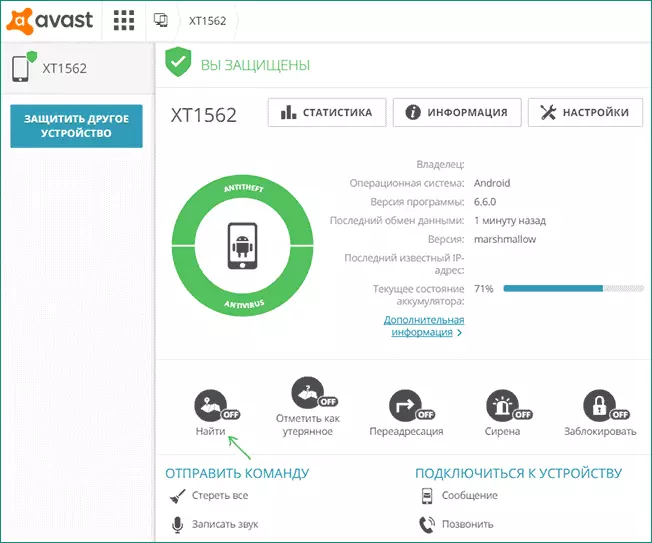 avast
XT1562
XT1562
ВЫ ЗАЩИЩЕНЫ
ЗАЩИТИТЬ ДРУГОЕ
УСТРОЙСТВО
XT1562
СТАТИСТИКА
ИНФОРМАЦИЯ
НАСТРОЙКИ
ANTITHEFT
ANTIVIRUS
Владелец:
Операционная система: Android
Версия программы: 6.6.0
Последний обмен данными: 1 минуту назад
Версия: marshmallow
Последний известный IP-
адрес:
Текущее состояние 71%
аккумулятора:
Дополнительная
информация
OFF
Найти
OFF
Отметить как
утерянное
OFF
Переадресация
OFF
Сирена
OFF
Заблокировать
ОТПРАВИТЬ КОМАНДУ
Стереть все
Записать звук
ПОДКЛЮЧИТЬСЯ К УСТРОЙСТВУ
Сообщение
Позвонить